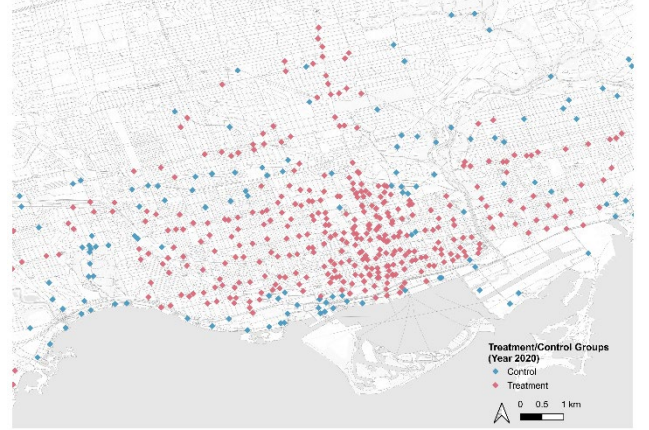 Treatment/Control Groups
(Year 2020)
Control
Treatment
0 0.5 1 km